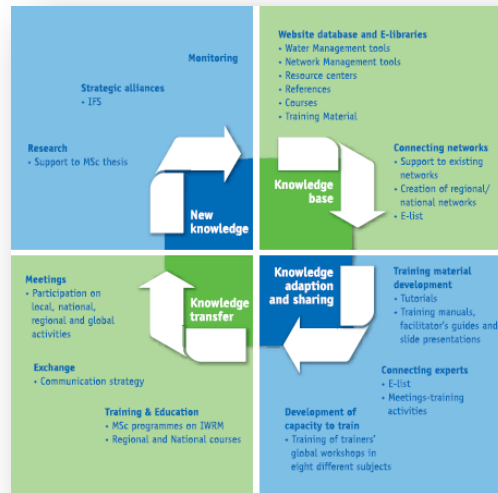 Monitoring
Strategic alliances
• IFS
Research
• Support to MSc thesis
New
knowledge
Website database and E-libraries
• Water Management tools
• Network Management tools
• Resource centers
• References
• Courses
• Training Material
Connecting networks
• Support to existing
networks
• Creation of regional/
national networks
• E-list
Knowledge
base
Meetings
• Participation on
local, national,
regional and global
activities
Exchange
• Communication strategy
Training & Education
• MSc programmes on IWRM
• Regional and National courses
Knowledge
transfer
Knowledge
adaption
and sharing
Training material
development
• Tutorials
• Training manuals,
facilitator's guides and
slide presentations
Connecting experts
• E-list
• Meetings-training
activities
Development of
capacity to train
• Training of trainers'
global workshops in
eight different subjects